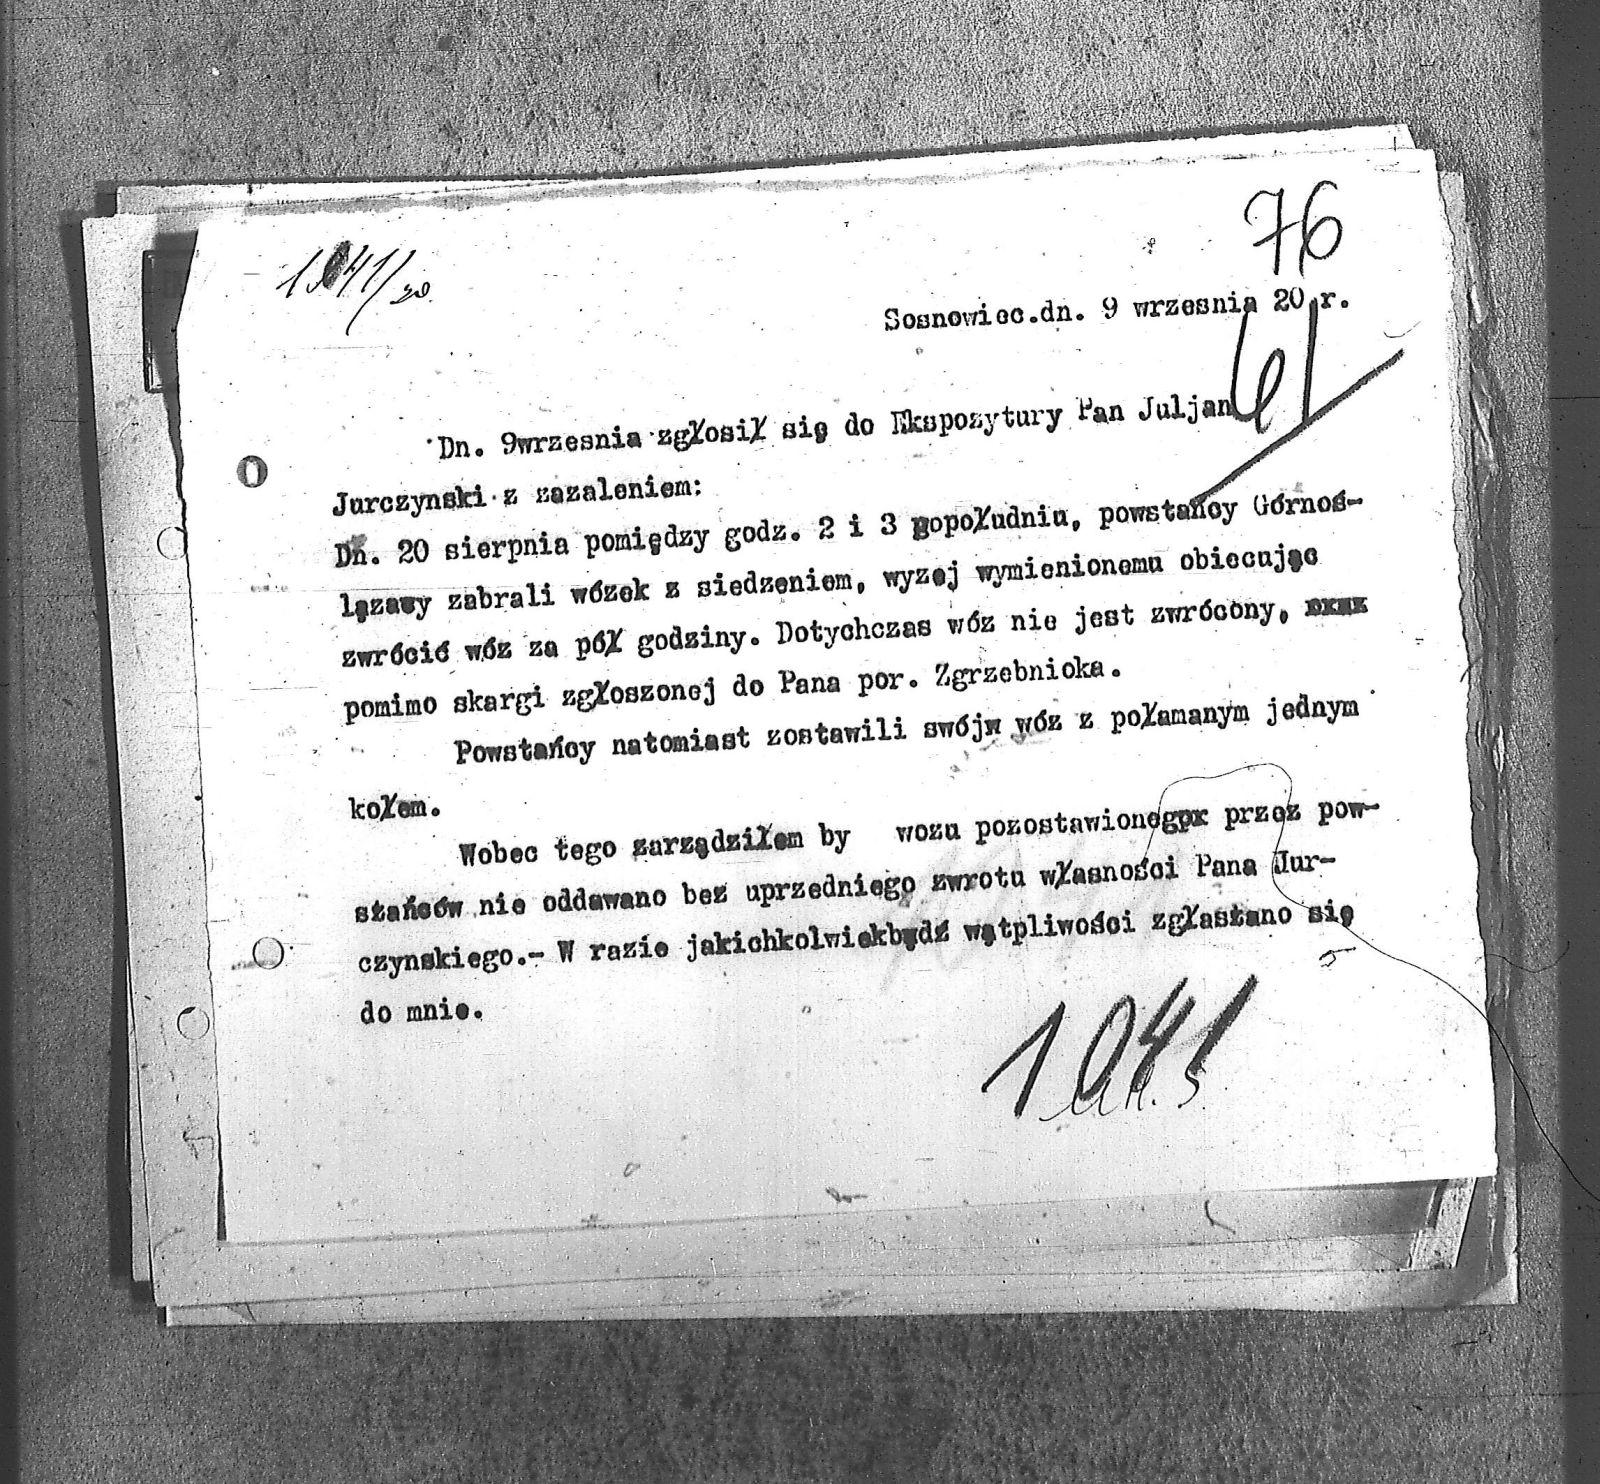 76
1041/20
Sosnowiec.dn. 9 wrzesnia 20 r.
61
Dn. 9wrzesnia zgłosił się do Ekspozytury Pan Juljan
Jurczynski z zazaleniem:
Dn. 20 sierpnia pomiędzy godz. 2 i 3 popołudniu, powstańcy Górnoś-
lązacy zabrali wózek z siedzeniem, wyzej wymienionemu obiecując
zwrócić wóz za pół godziny. Dotychczas wóz nie jest zwrócony,
pomimo skargi zgłoszonej do Pana por. Zgrzebnioka.
Powstańcy natomiast zostawili swójw wóz z połamanym jednym
kołem.
Wobec tego zarządziłem by wozu pozostawionegox przez pow-
stańców nie oddawano bez uprzedniego zwrotu własności Pana Jur-
czynskiego.- W razie jakichkolwiekbądź wątpliwości zgłaszano się
do mnie.
1041